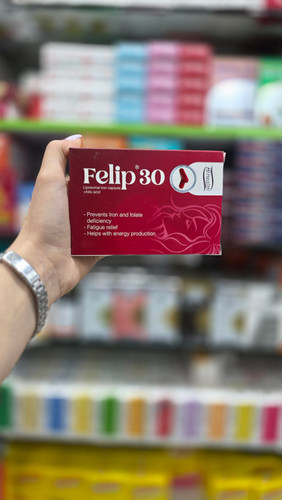 Felip® 30
Liposomal iron capsule
+folic acid
- Prevents Iron and folate
deficiency
- Fatigue relief
- Helps with energy production